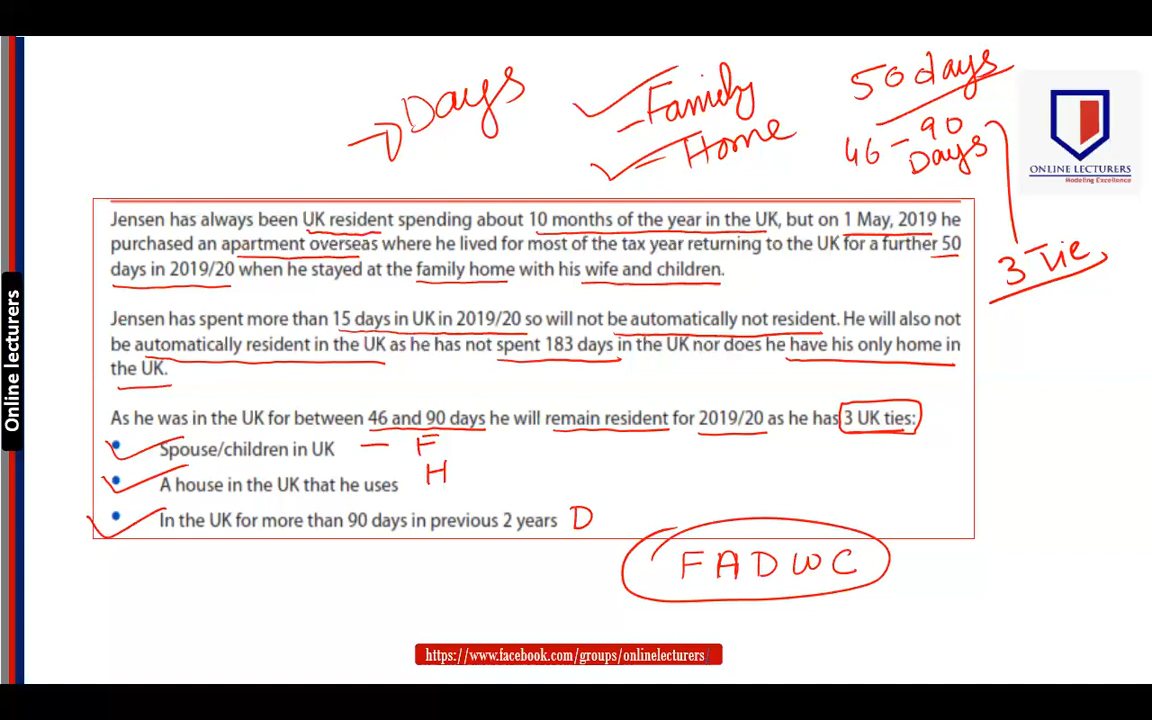 Days
Family
Home
50 days
46 - 90
Days
3 Tie
ONLINE LECTURERS
Modeling Excellence
Online lecturers
Jensen has always been UK resident spending about 10 months of the year in the UK, but on 1 May, 2019 he
purchased an apartment overseas where he lived for most of the tax year returning to the UK for a further 50
days in 2019/20 when he stayed at the family home with his wife and children.
Jensen has spent more than 15 days in UK in 2019/20 so will not be automatically not resident. He will also not
be automatically resident in the UK as he has not spent 183 days in the UK nor does he have his only home in
the UK.
As he was in the UK for between 46 and 90 days he will remain resident for 2019/20 as he has 3 UK ties:
• Spouse/children in UK - F
• A house in the UK that he uses H
• In the UK for more than 90 days in previous 2 years D
F A D W C
https://www.facebook.com/groups/onlinelecturers/